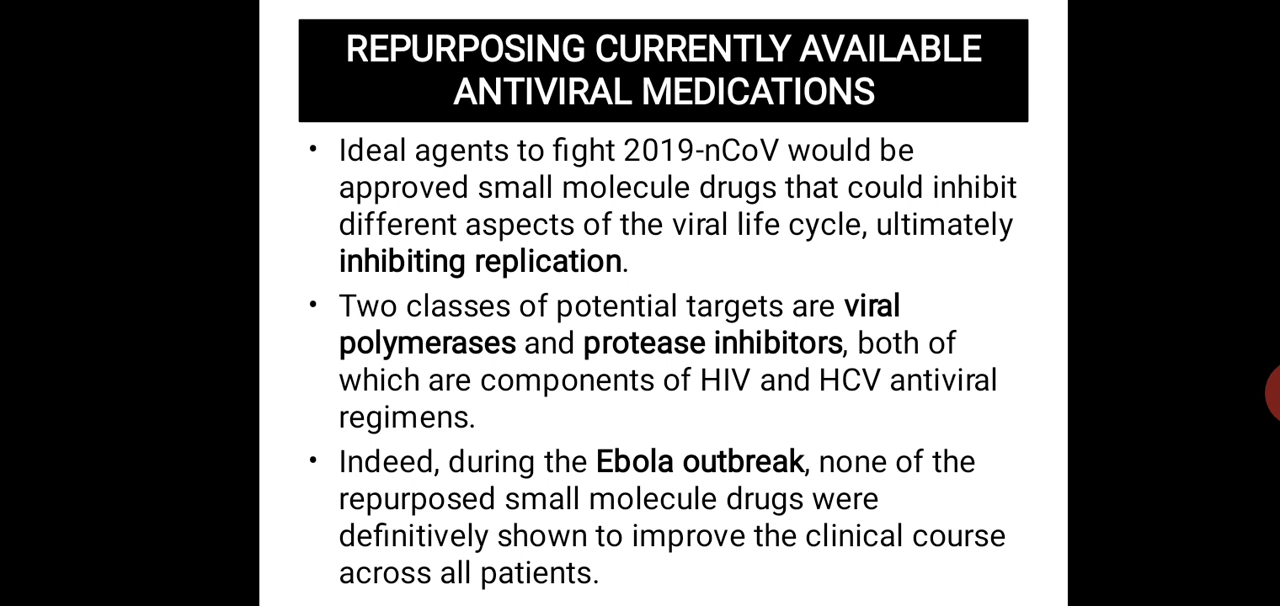 REPURPOSING CURRENTLY AVAILABLE
ANTIVIRAL MEDICATIONS
• Ideal agents to fight 2019-nCoV would be
approved small molecule drugs that could inhibit
different aspects of the viral life cycle, ultimately
inhibiting replication.
• Two classes of potential targets are viral
polymerases and protease inhibitors, both of
which are components of HIV and HCV antiviral
regimens.
• Indeed, during the Ebola outbreak, none of the
repurposed small molecule drugs were
definitively shown to improve the clinical course
across all patients.